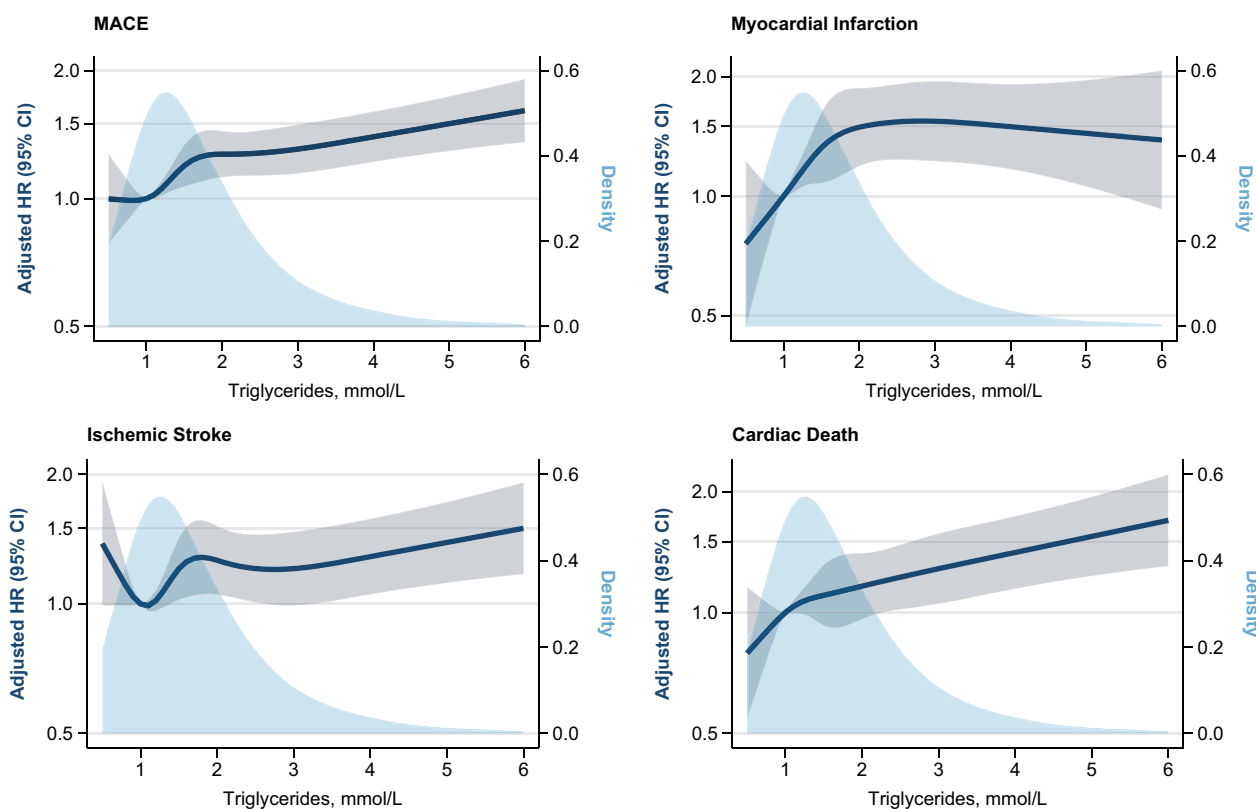 MACE
Adjusted HR (95% CI)
2.0
1.5
1.0
0.5
0.6
0.4
0.2
0.0
Density
1 2 3 4 5 6
Triglycerides, mmol/L
Myocardial Infarction
Adjusted HR (95% CI)
2.0
1.5
1.0
0.5
0.6
0.4
0.2
0.0
Density
1 2 3 4 5 6
Triglycerides, mmol/L
Ischemic Stroke
Adjusted HR (95% CI)
2.0
1.5
1.0
0.5
0.6
0.4
0.2
0.0
Density
1 2 3 4 5 6
Triglycerides, mmol/L
Cardiac Death
Adjusted HR (95% CI)
2.0
1.5
1.0
0.5
0.6
0.4
0.2
0.0
Density
1 2 3 4 5 6
Triglycerides, mmol/L